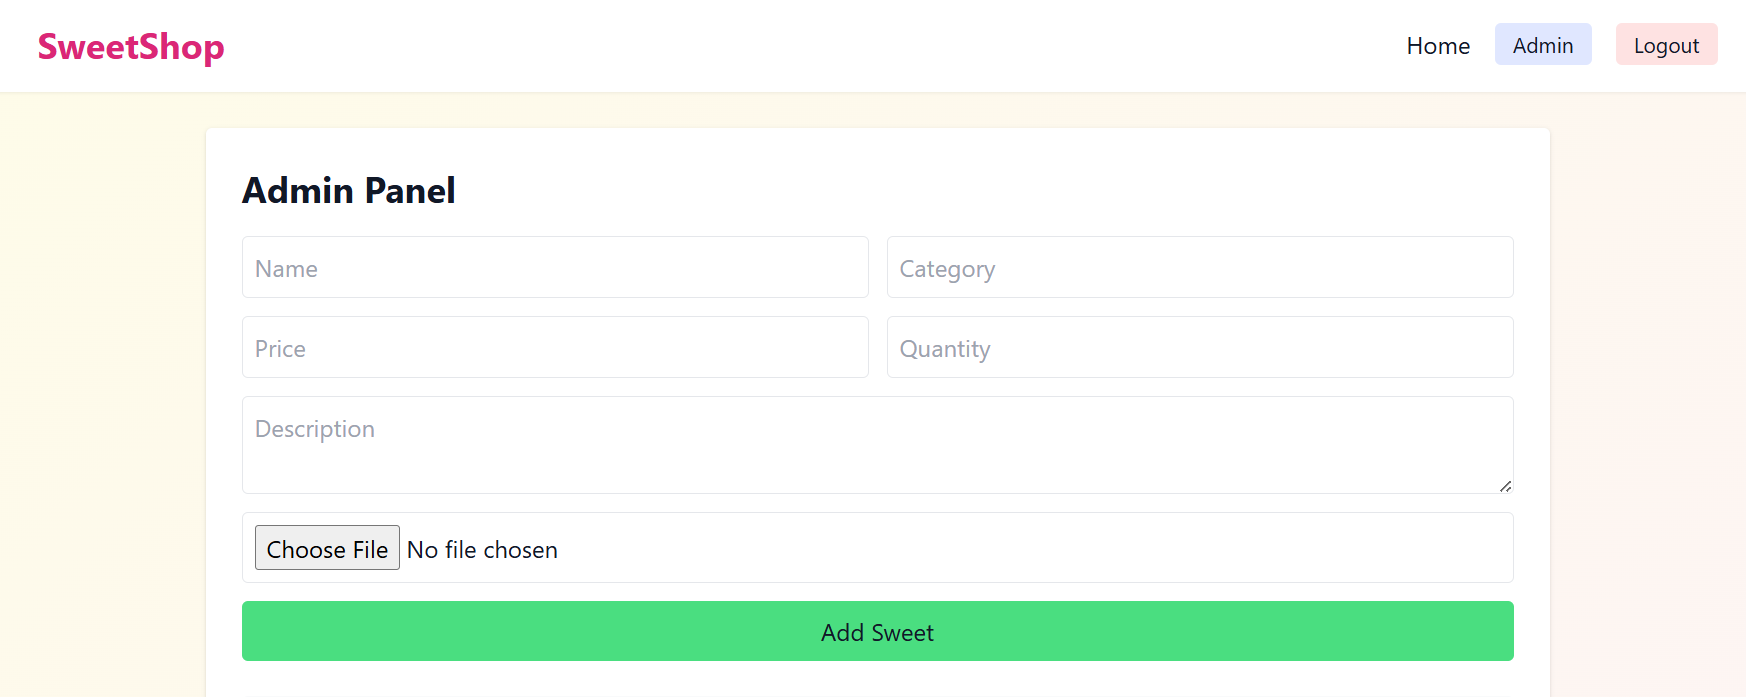 SweetShop
Home Admin Logout
Admin Panel
Name Category
Price Quantity
Description
Choose File No file chosen
Add Sweet